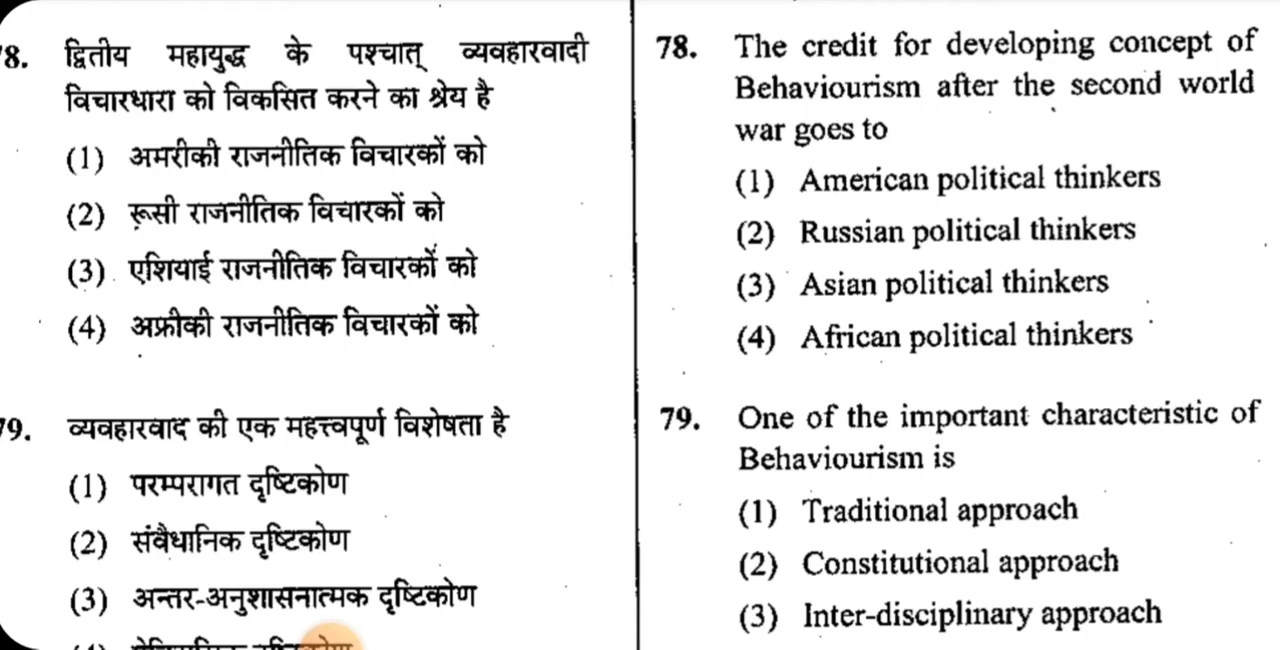 8. द्वितीय महायुद्ध के पश्चात् व्यवहारवादी
विचारधारा को विकसित करने का श्रेय है
(1) अमरीकी राजनीतिक विचारकों को
(2) रूसी राजनीतिक विचारकों को
(3) एशियाई राजनीतिक विचारकों को
(4) अफ्रीकी राजनीतिक विचारकों को
79. व्यवहारवाद की एक महत्त्वपूर्ण विशेषता है
(1) परम्परागत दृष्टिकोण
(2) संवैधानिक दृष्टिकोण
(3) अन्तर-अनुशासनात्मक दृष्टिकोण
78. The credit for developing concept of
Behaviourism after the second world
war goes to
(1) American political thinkers
(2) Russian political thinkers
(3) Asian political thinkers
(4) African political thinkers
79. One of the important characteristic of
Behaviourism is
(1) Traditional approach
(2) Constitutional approach
(3) Inter-disciplinary approach